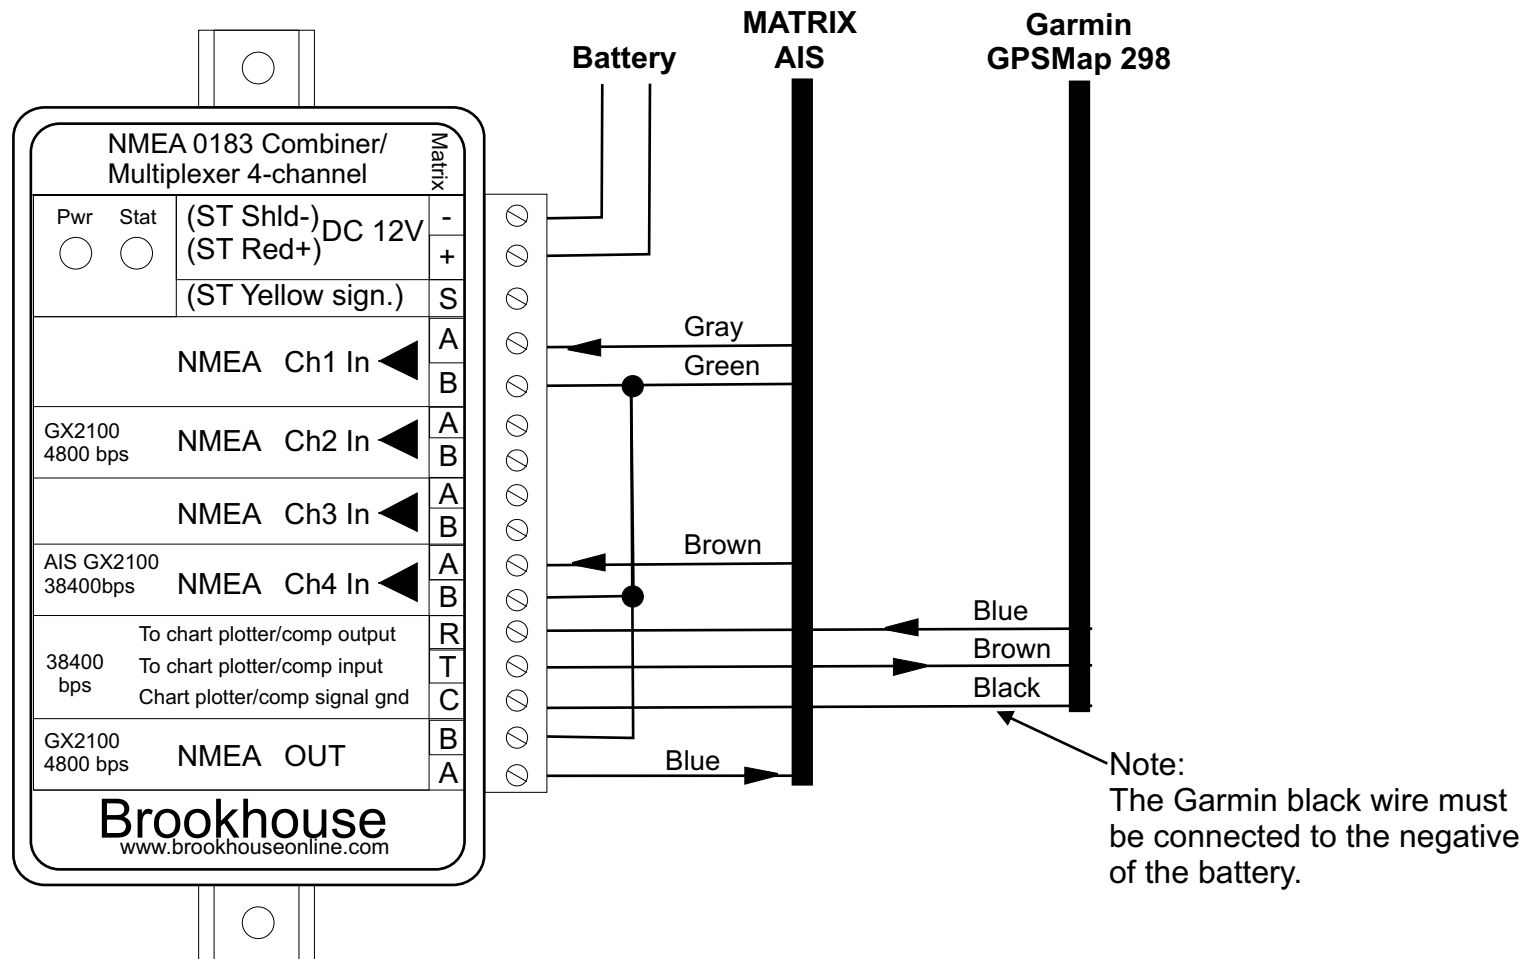 MATRIX
AIS
Garmin
GPSMap 298
Battery
NMEA 0183 Combiner/
Multiplexer 4-channel
Matrix
Pwr Stat
(ST Shld-)
DC 12V
(ST Red+)
-
+
(ST Yellow sign.)
S
NMEA Ch1 In
A
B
Gray
Green
GX2100
4800 bps
NMEA Ch2 In
A
B
NMEA Ch3 In
A
B
AIS GX2100
38400bps
NMEA Ch4 In
A
B
Brown
38400
bps
To chart plotter/comp output
R
To chart plotter/comp input
T
Chart plotter/comp signal gnd
C
Blue
Brown
Black
GX2100
4800 bps
NMEA OUT
B
A
Blue
Brookhouse
www.brookhouseonline.com
Note:
The Garmin black wire must
be connected to the negative
of the battery.